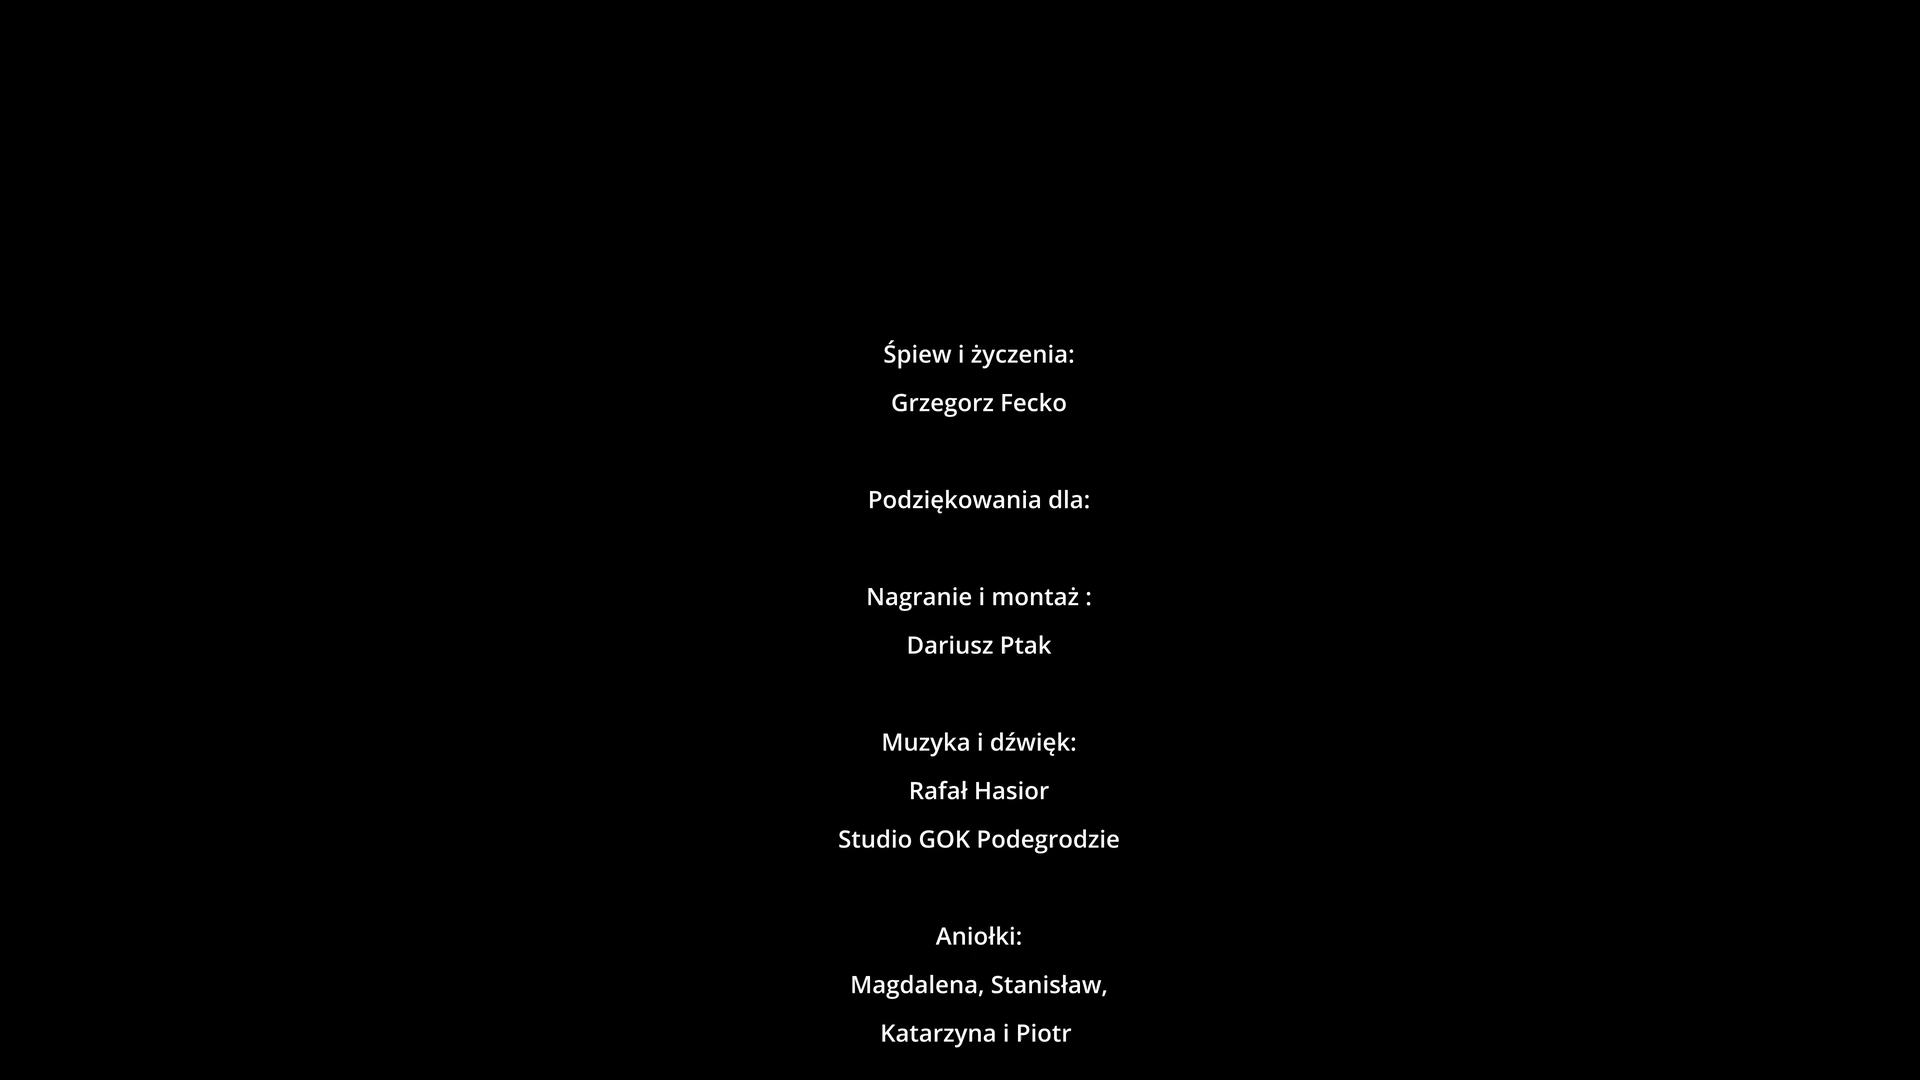 Śpiew i życzenia:
Grzegorz Fecko
Podziękowania dla:
Nagranie i montaż :
Dariusz Ptak
Muzyka i dźwięk:
Rafał Hasior
Studio GOK Podegrodzie
Aniołki:
Magdalena, Stanisław,
Katarzyna i Piotr